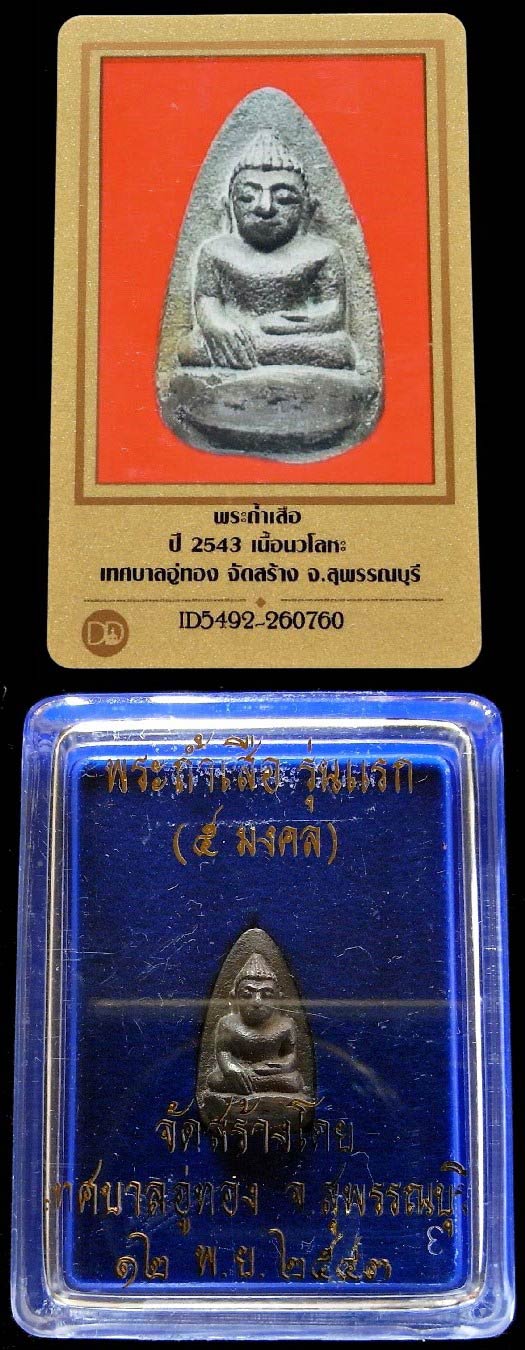 พระถ้ำเสือ
ปี 2543 เนื้อนวโลหะ
เทศบาลอู่ทอง จัดสร้าง จ.สุพรรณบุรี
DD
ID5492-260760
พระถ้ำเสือ รุ่นแรก
(๕ มงคล)
จัดสร้างโดย
เทศบาลอู่ทอง จ.สุพรรณบุรี
๑๒ พ.ย. ๒๕๔๓